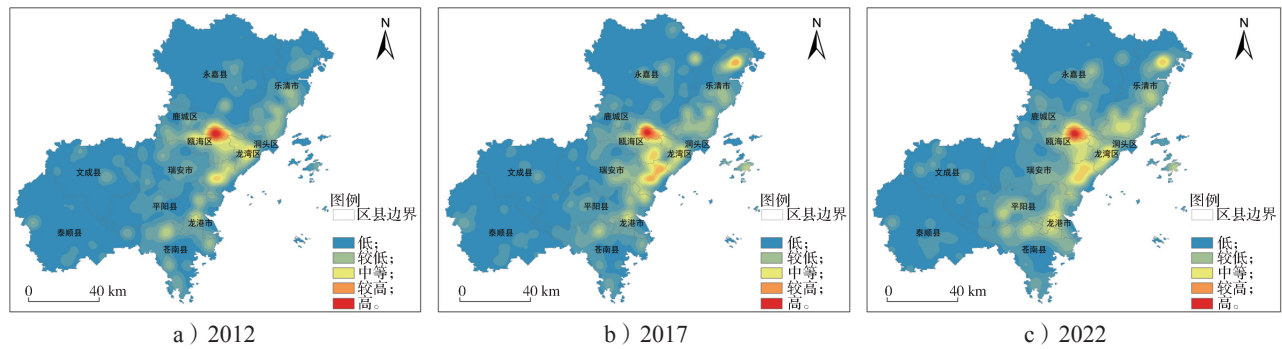 N
永嘉县
乐清市
鹿城区
瓯海区
洞头区
龙湾区
文成县
瑞安市
平阳县
龙港市
泰顺县
苍南县
图例
区县边界
低；
较低；
中等；
较高；
高。
0 40 km
a）2012
N
永嘉县
乐清市
鹿城区
瓯海区
洞头区
龙湾区
文成县
瑞安市
平阳县
龙港市
泰顺县
苍南县
图例
区县边界
低；
较低；
中等；
较高；
高。
0 40 km
b）2017
N
永嘉县
乐清市
鹿城区
瓯海区
洞头区
龙湾区
文成县
瑞安市
平阳县
龙港市
泰顺县
苍南县
图例
区县边界
低；
较低；
中等；
较高；
高。
0 40 km
c）2022